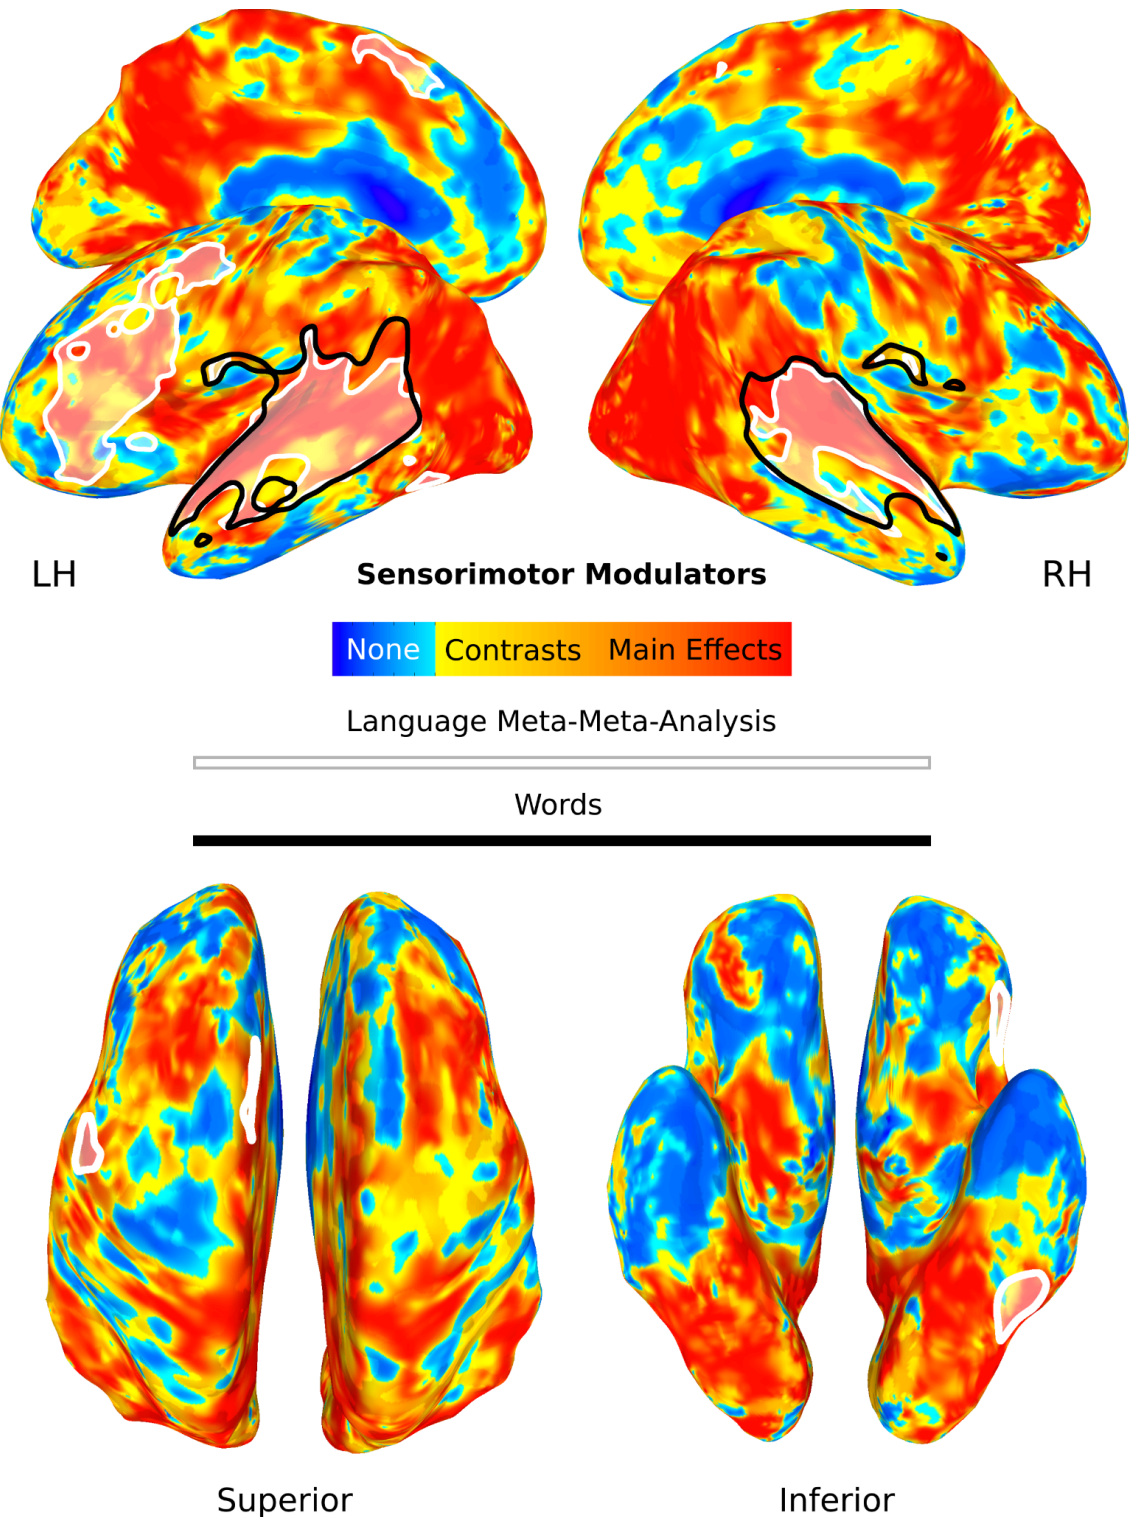 LH
Sensorimotor Modulators
RH
None Contrasts Main Effects
Language Meta-Meta-Analysis
Words
Superior
Inferior